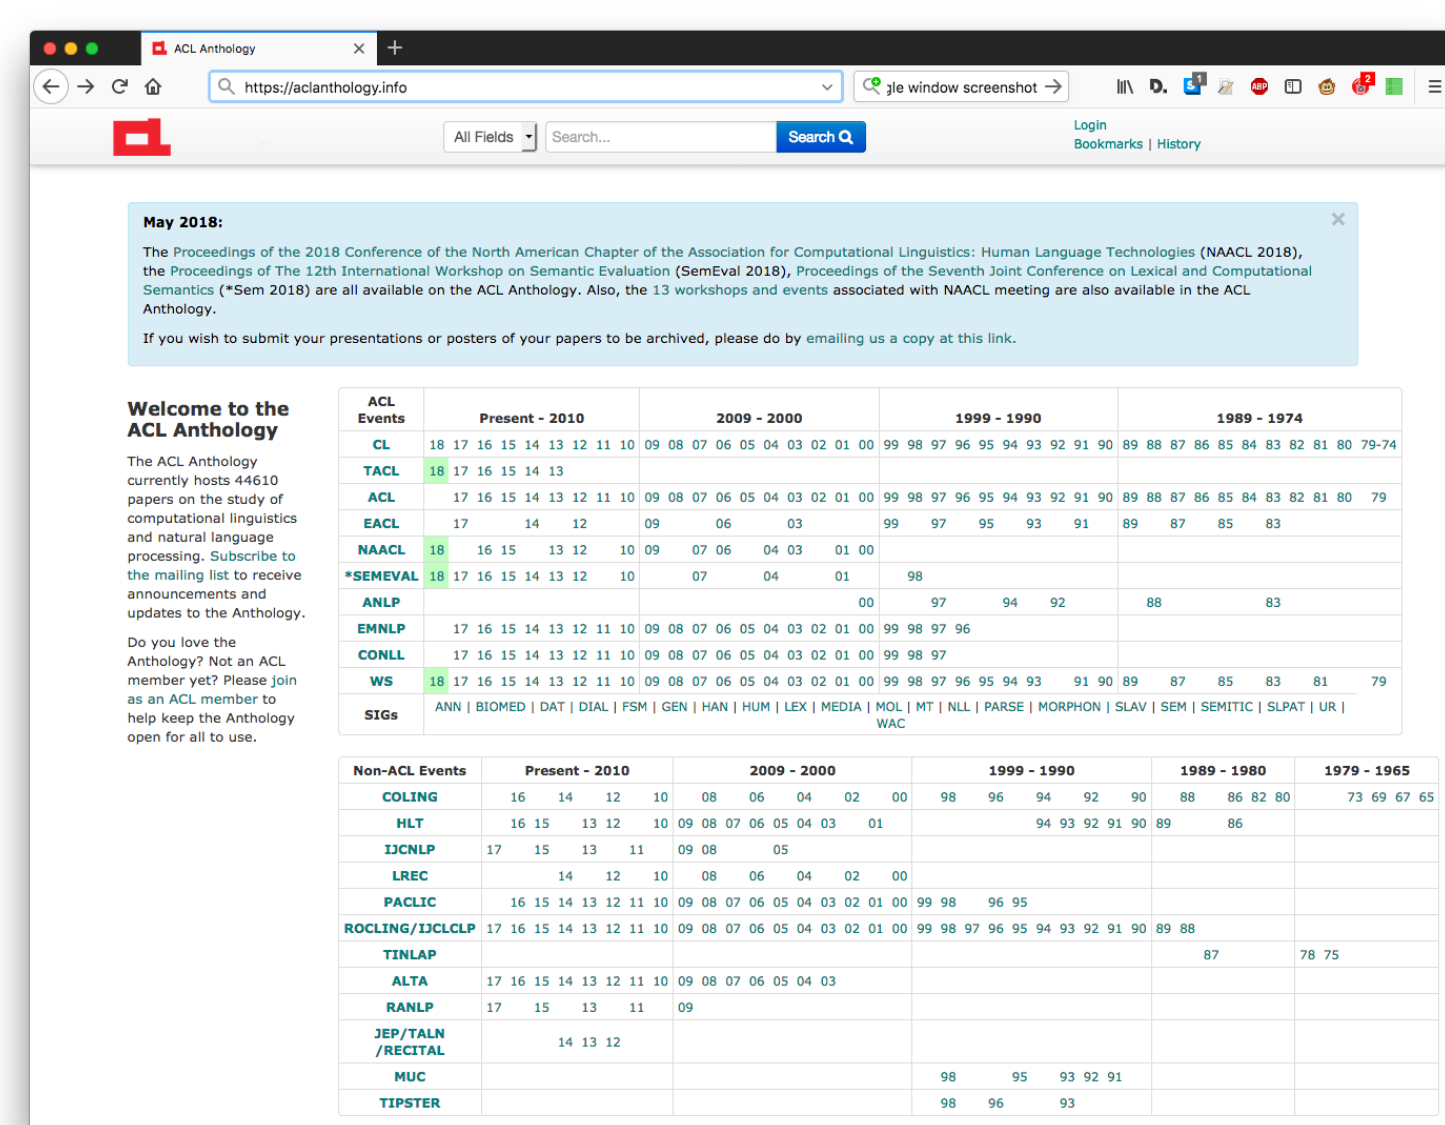 ACL Anthology
https://aclanthology.info
gle window screenshot
D.
S
1
ABP
2
All Fields
Search...
Search
Login
Bookmarks | History
May 2018:
The Proceedings of the 2018 Conference of the North American Chapter of the Association for Computational Linguistics: Human Language Technologies (NAACL 2018),
the Proceedings of The 12th International Workshop on Semantic Evaluation (SemEval 2018), Proceedings of the Seventh Joint Conference on Lexical and Computational
Semantics (*Sem 2018) are all available on the ACL Anthology. Also, the 13 workshops and events associated with NAACL meeting are also available in the ACL
Anthology.
If you wish to submit your presentations or posters of your papers to be archived, please do by emailing us a copy at this link.
Welcome to the
ACL Anthology
The ACL Anthology
currently hosts 44610
papers on the study of
computational linguistics
and natural language
processing. Subscribe to
the mailing list to receive
announcements and
updates to the Anthology.
Do you love the
Anthology? Not an ACL
member yet? Please join
as an ACL member to
help keep the Anthology
open for all to use.
ACL
Events Present - 2010 2009 - 2000 1999 - 1990 1989 - 1974
CL 18 17 16 15 14 13 12 11 10 09 08 07 06 05 04 03 02 01 00 99 98 97 96 95 94 93 92 91 90 89 88 87 86 85 84 83 82 81 80 79-74
TACL 18 17 16 15 14 13
ACL 17 16 15 14 13 12 11 10 09 08 07 06 05 04 03 02 01 00 99 98 97 96 95 94 93 92 91 90 89 88 87 86 85 84 83 82 81 80 79
EACL 17 14 12 09 06 03 99 97 95 93 91 89 87 85 83
NAACL 18 16 15 13 12 10 09 07 06 04 03 01 00
*SEMEVAL 18 17 16 15 14 13 12 10 07 04 01 98
ANLP 00 97 94 92 88 83
EMNLP 17 16 15 14 13 12 11 10 09 08 07 06 05 04 03 02 01 00 99 98 97 96
CONLL 17 16 15 14 13 12 11 10 09 08 07 06 05 04 03 02 01 00 99 98 97
WS 18 17 16 15 14 13 12 11 10 09 08 07 06 05 04 03 02 01 00 99 98 97 96 95 94 93 91 90 89 87 85 83 81 79
SIGs ANN | BIOMED | DAT | DIAL | FSM | GEN | HAN | HUM | LEX | MEDIA | MOL | MT | NLL | PARSE | MORPHON | SLAV | SEM | SEMITIC | SLPAT | UR |
WAC
Non-ACL Events Present - 2010 2009 - 2000 1999 - 1990 1989 - 1980 1979 - 1965
COLING 16 14 12 10 08 06 04 02 00 98 96 94 92 90 88 86 82 80 73 69 67 65
HLT 16 15 13 12 10 09 08 07 06 05 04 03 01 94 93 92 91 90 89 86
IJCNLP 17 15 13 11 09 08 05
LREC 14 12 10 08 06 04 02 00
PACLIC 16 15 14 13 12 11 10 09 08 07 06 05 04 03 02 01 00 99 98 96 95
ROCLING/IJCLCLP 17 16 15 14 13 12 11 10 09 08 07 06 05 04 03 02 01 00 99 98 97 96 95 94 93 92 91 90 89 88
TINLAP 87 78 75
ALTA 17 16 15 14 13 12 11 10 09 08 07 06 05 04 03
RANLP 17 15 13 11 09
JEP/TALN
/RECITAL 14 13 12
MUC 98 95 93 92 91
TIPSTER 98 96 93